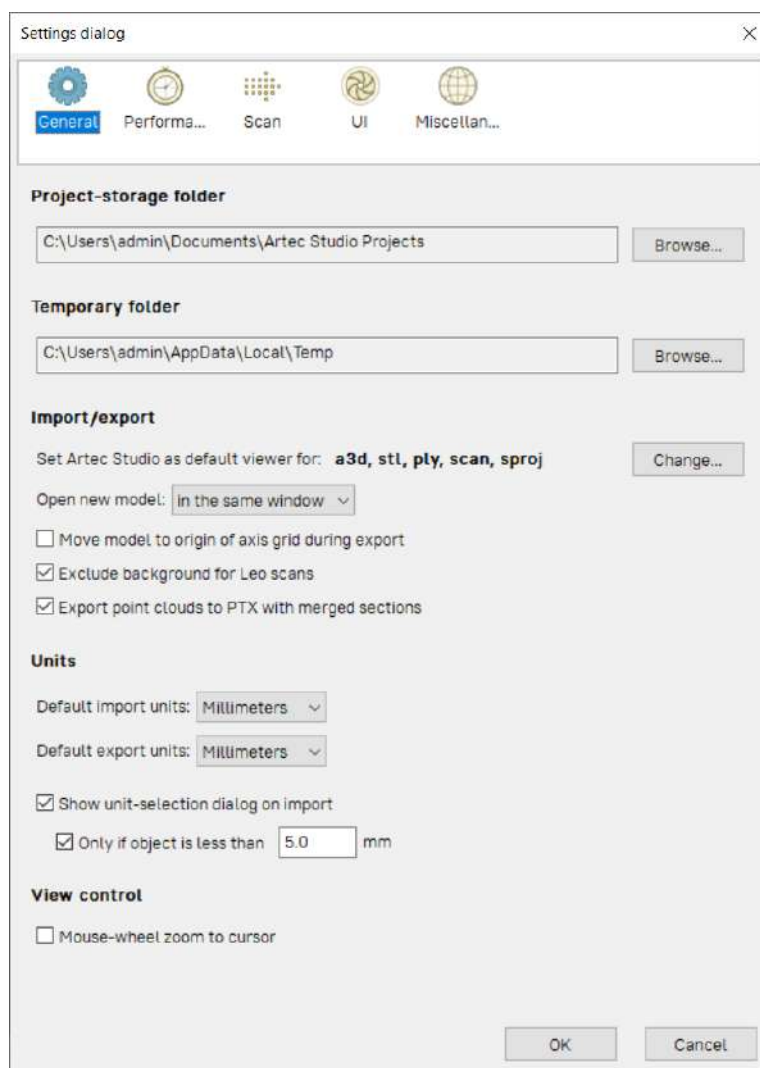 Settings dialog
General Performa... Scan UI Miscellan...
Project-storage folder
C:\Users\admin\Documents\Artec Studio Projects Browse...
Temporary folder
C:\Users\admin\AppData\Local\Temp Browse...
Import/export
Set Artec Studio as default viewer for: a3d, stl, ply, scan, sproj Change...
Open new model: in the same window
Move model to origin of axis grid during export
Exclude background for Leo scans
Export point clouds to PTX with merged sections
Units
Default import units: Millimeters
Default export units: Millimeters
Show unit-selection dialog on import
Only if object is less than 5.0 mm
View control
Mouse-wheel zoom to cursor
OK Cancel